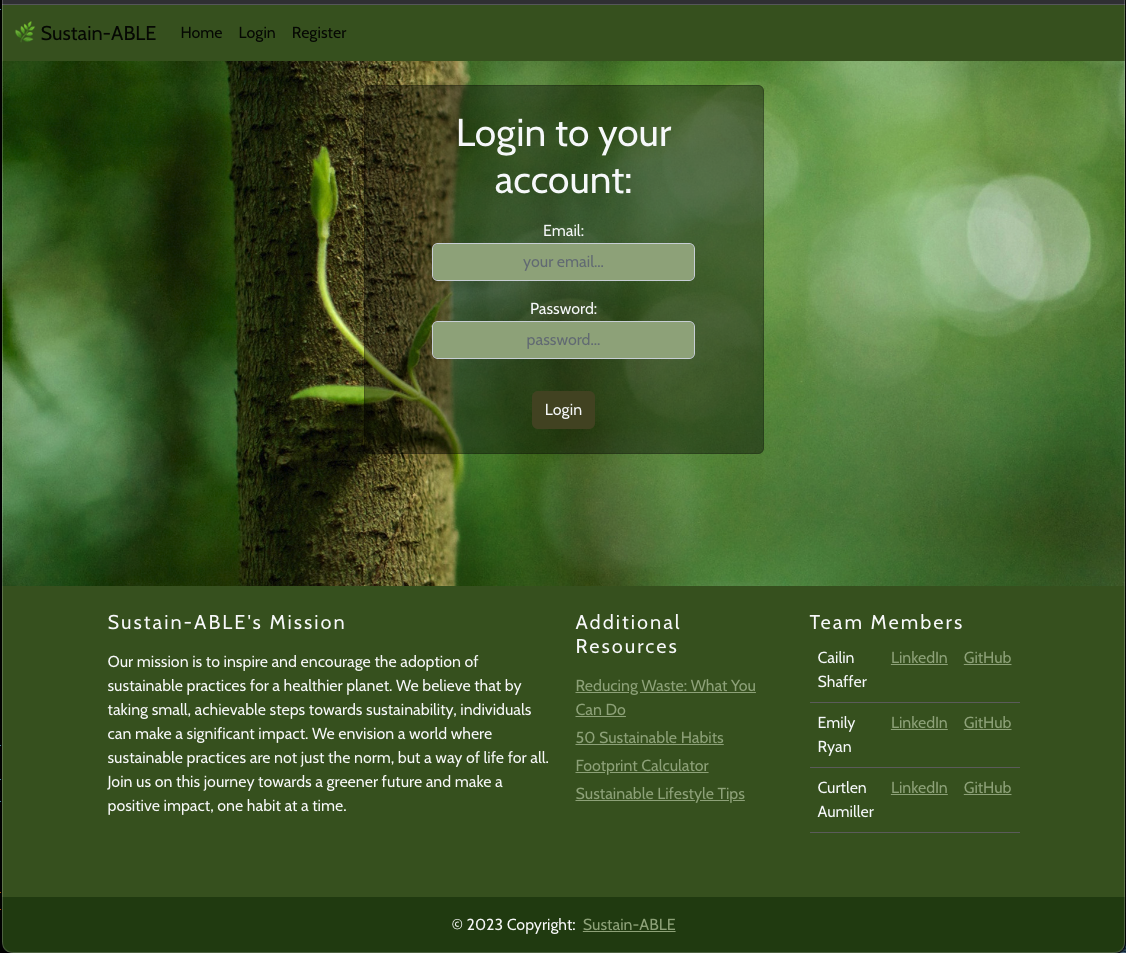 Sustain-ABLE Home Login Register
Login to your
account:
Email:
your email...
Password:
password...
Login
Sustain-ABLE's Mission
Our mission is to inspire and encourage the adoption of
sustainable practices for a healthier planet. We believe that by
taking small, achievable steps towards sustainability, individuals
can make a significant impact. We envision a world where
sustainable practices are not just the norm, but a way of life for all.
Join us on this journey towards a greener future and make a
positive impact, one habit at a time.
Additional
Resources
Reducing Waste: What You
Can Do
50 Sustainable Habits
Footprint Calculator
Sustainable Lifestyle Tips
Team Members
Cailin
Shaffer
LinkedIn GitHub
Emily
Ryan
LinkedIn GitHub
Curtlen
Aumiller
LinkedIn GitHub
© 2023 Copyright: Sustain-ABLE